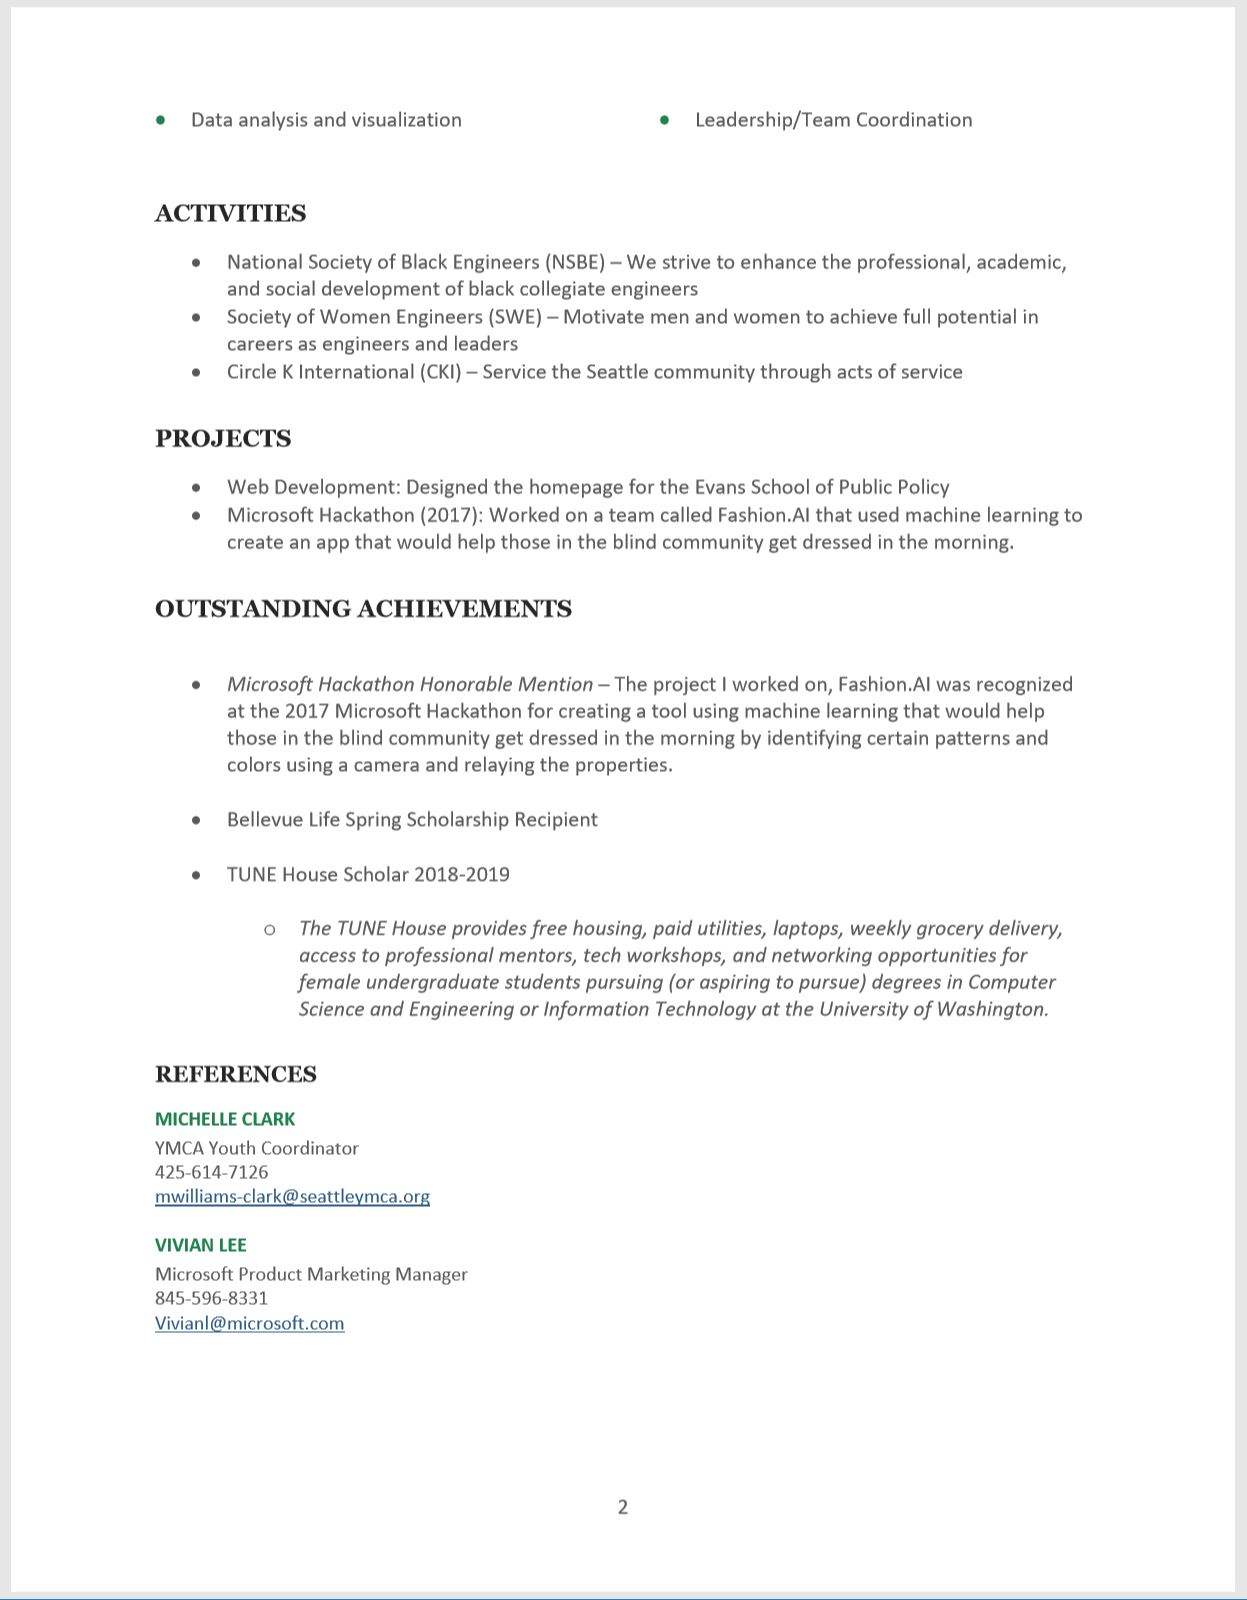 • Data analysis and visualization • Leadership/Team Coordination
ACTIVITIES
• National Society of Black Engineers (NSBE) – We strive to enhance the professional, academic,
and social development of black collegiate engineers
• Society of Women Engineers (SWE) – Motivate men and women to achieve full potential in
careers as engineers and leaders
• Circle K International (CKI) – Service the Seattle community through acts of service
PROJECTS
• Web Development: Designed the homepage for the Evans School of Public Policy
• Microsoft Hackathon (2017): Worked on a team called Fashion.AI that used machine learning to
create an app that would help those in the blind community get dressed in the morning.
OUTSTANDING ACHIEVEMENTS
• Microsoft Hackathon Honorable Mention – The project I worked on, Fashion.AI was recognized
at the 2017 Microsoft Hackathon for creating a tool using machine learning that would help
those in the blind community get dressed in the morning by identifying certain patterns and
colors using a camera and relaying the properties.
• Bellevue Life Spring Scholarship Recipient
• TUNE House Scholar 2018-2019
o The TUNE House provides free housing, paid utilities, laptops, weekly grocery delivery,
access to professional mentors, tech workshops, and networking opportunities for
female undergraduate students pursuing (or aspiring to pursue) degrees in Computer
Science and Engineering or Information Technology at the University of Washington.
REFERENCES
MICHELLE CLARK
YMCA Youth Coordinator
425-614-7126
mwilliams-clark@seattleymca.org
VIVIAN LEE
Microsoft Product Marketing Manager
845-596-8331
Vivianl@microsoft.com
2